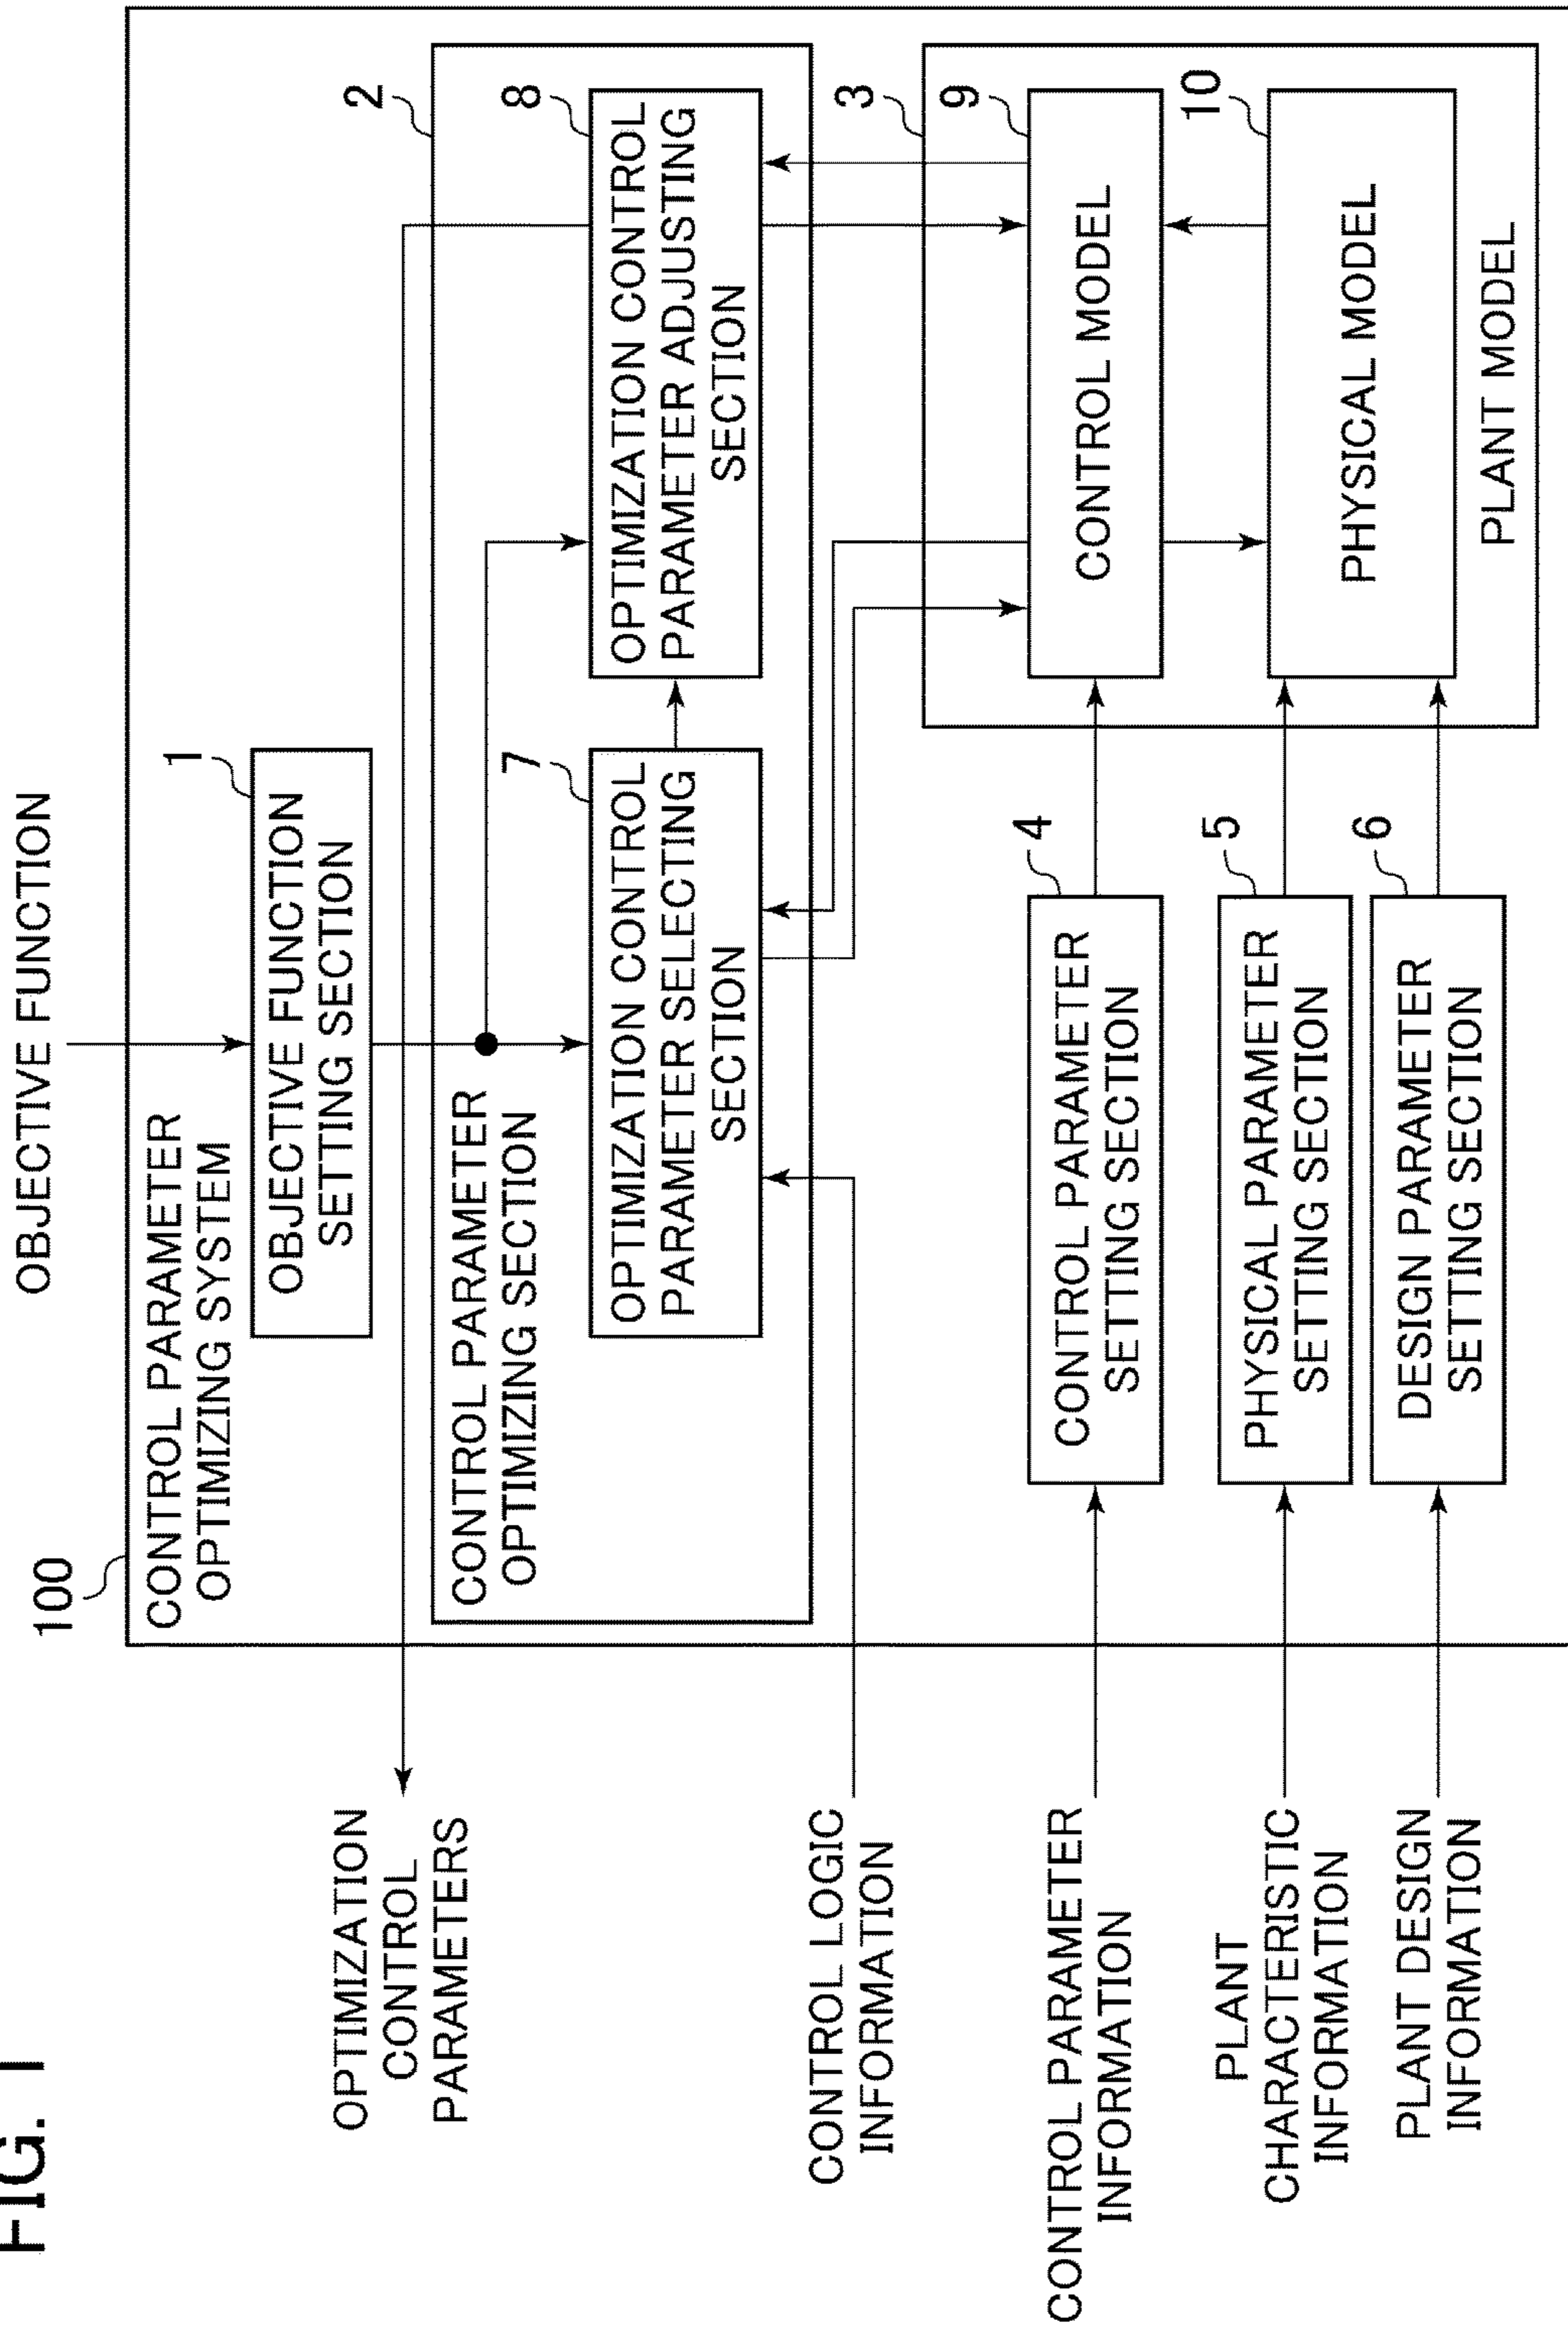 FIG. 1
OBJECTIVE FUNCTION
100
CONTROL PARAMETER
OPTIMIZING SYSTEM
1
OBJECTIVE FUNCTION
SETTING SECTION
OPTIMIZATION
CONTROL
PARAMETERS
2
CONTROL PARAMETER
OPTIMIZING SECTION
7
OPTIMIZATION CONTROL
PARAMETER SELECTING
SECTION
8
OPTIMIZATION CONTROL
PARAMETER ADJUSTING
SECTION
CONTROL LOGIC
INFORMATION
3
CONTROL PARAMETER
INFORMATION
4
CONTROL PARAMETER
SETTING SECTION
9
CONTROL MODEL
PLANT
CHARACTERISTIC
INFORMATION
5
PHYSICAL PARAMETER
SETTING SECTION
10
PHYSICAL MODEL
PLANT DESIGN
INFORMATION
6
DESIGN PARAMETER
SETTING SECTION
PLANT MODEL